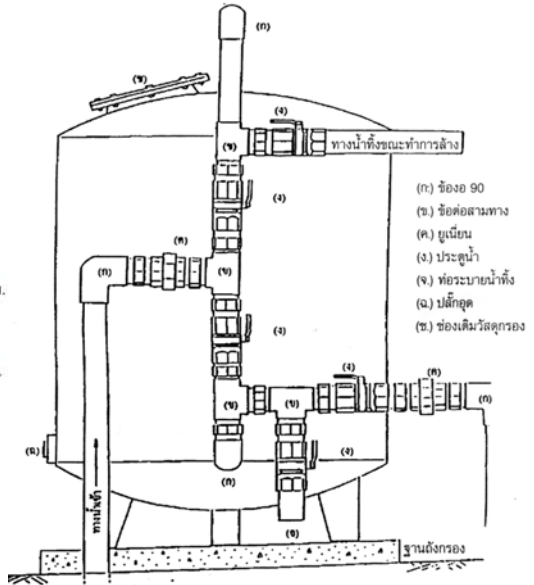 (ก)
(ช)
(ง)
(ข)
ทางน้ำทิ้งขณะทำการล้าง
(ง)
(ก) ข้องอ 90
(ข.) ข้อต่อสามทาง
(ค.) ยูเนี่ยน
(ง.) ประตูน้ำ
(จ.) ท่อระบายน้ำทิ้ง
(ฉ.) ปลั๊กอุด
(ช.) ช่องเติมวัสดุกรอง
(ค)
(ก)
(ข)
(ง)
(ง)
(ค)
(ข)
(ข)
(ก)
(ฉ)
(ง)
(ก)
ทางน้ำเข้า
(จ)
ฐานถังกรอง